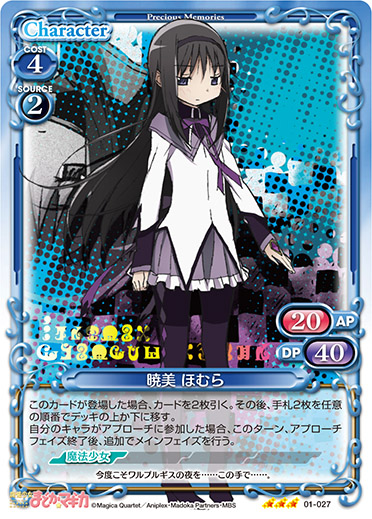 Precious Memories
Character
COST
4
SOURCE
2
20 AP
DP 40
暁美 ほむら
このカードが登場した場合、カードを2枚引く。その後、手札2枚を任意
の順番でデッキの上か下に移す。
自分のキャラがアプローチに参加した場合、このターン、アプローチ
フェイズ終了後、追加でメインフェイズを行う。
魔法少女
今度こそワルプルギスの夜を……この手で……。
まどか☆マギカ
©Magica Quartet／Aniplex・Madoka Partners・MBS
01-027